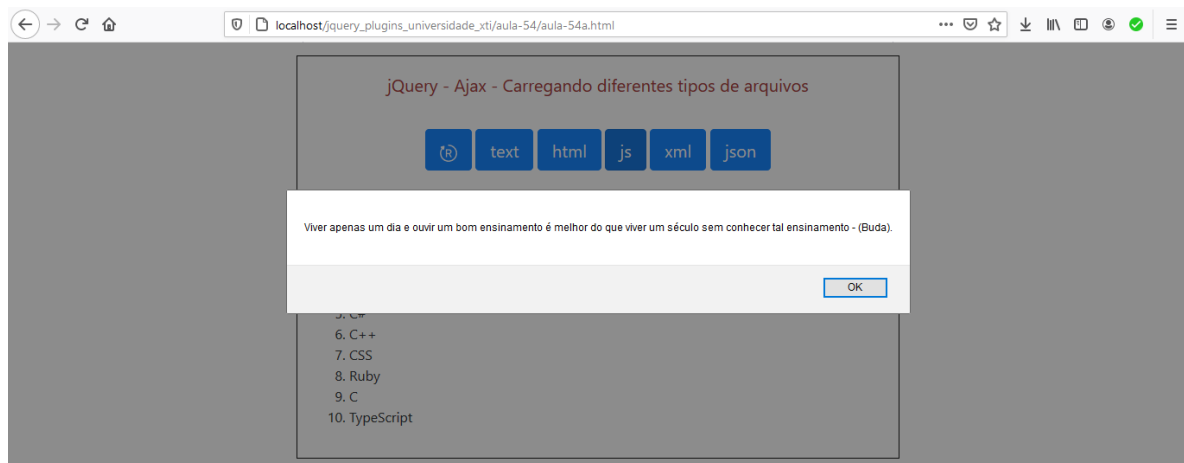 localhost/jquery_plugins_universidade_xti/aula-54/aula-54a.html
jQuery - Ajax - Carregando diferentes tipos de arquivos
text html js xml json
Viver apenas um dia e ouvir um bom ensinamento é melhor do que viver um século sem conhecer tal ensinamento - (Buda).
OK
5. C#
6. C++
7. CSS
8. Ruby
9. C
10. TypeScript